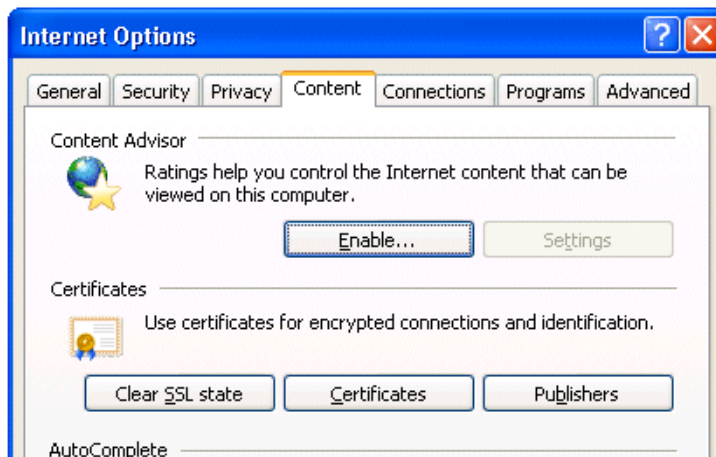 Internet Options
General Security Privacy Content Connections Programs Advanced
Content Advisor
Ratings help you control the Internet content that can be
viewed on this computer.
Enable... Settings
Certificates
Use certificates for encrypted connections and identification.
Clear SSL state Certificates Publishers
AutoComplete